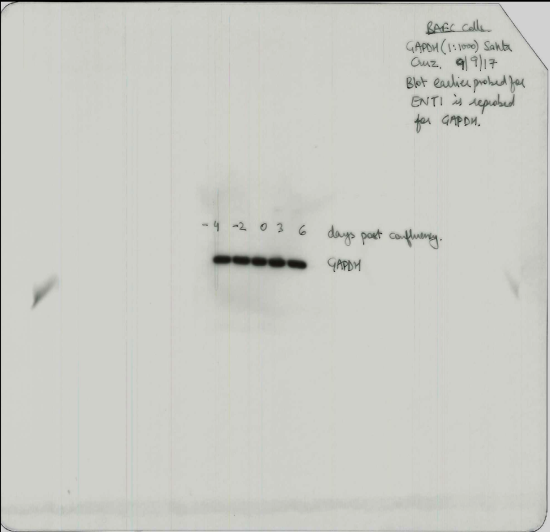 BAEC Cells
GAPDH (1:1000) Santa
Cruz, 9/9/17
Blot earlier probed for
ENT1 is reprobed
for GAPDH.
-4 -2 0 3 6 days post confluency.
GAPDH